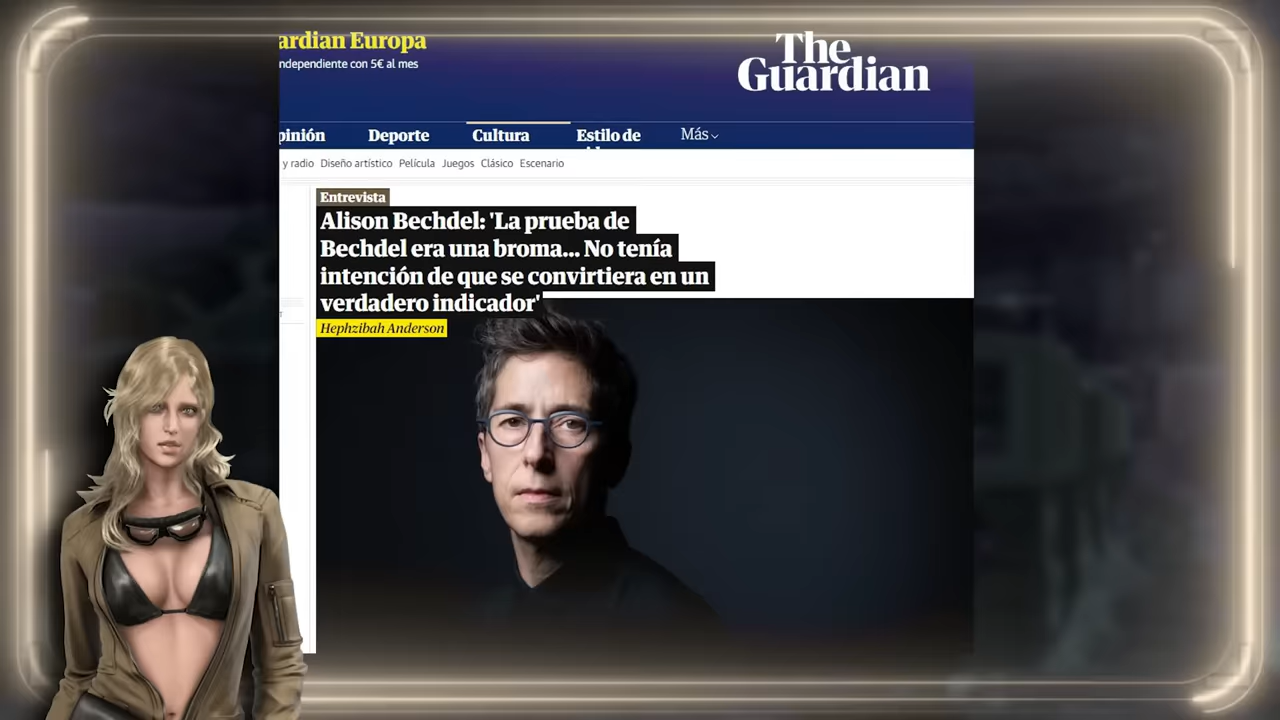 ardian Europa
ndependiente con 5€ al mes
The
Guardian
pinión
Deporte
Cultura
Estilo de
Más
y radio Diseño artístico Película Juegos Clásico Escenario
Entrevista
Alison Bechdel: 'La prueba de
Bechdel era una broma... No tenía
intención de que se convirtiera en un
verdadero indicador'
Hephzibah Anderson